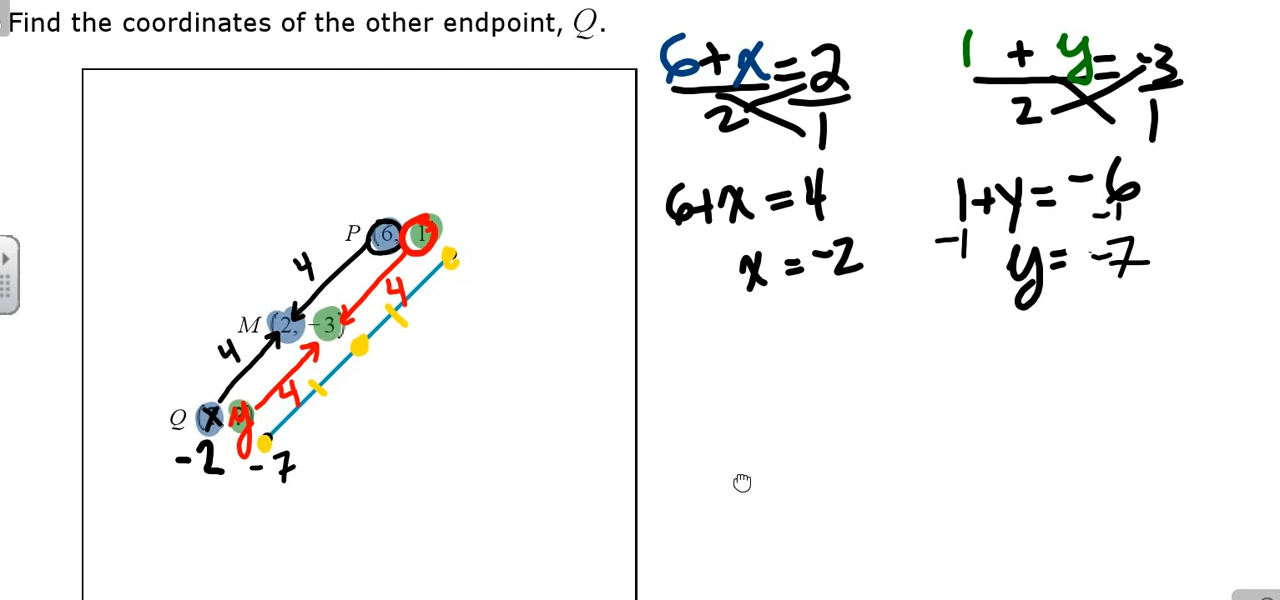 Find the coordinates of the other endpoint, Q.
6+x=2
2 1
1 + y=-3
2 1
6+x=4
1+y=-6
-1 -1
x=-2
y=-7
P (6, 1)
4
4
M (2, -3)
4
4
Q (x y
-2 -7